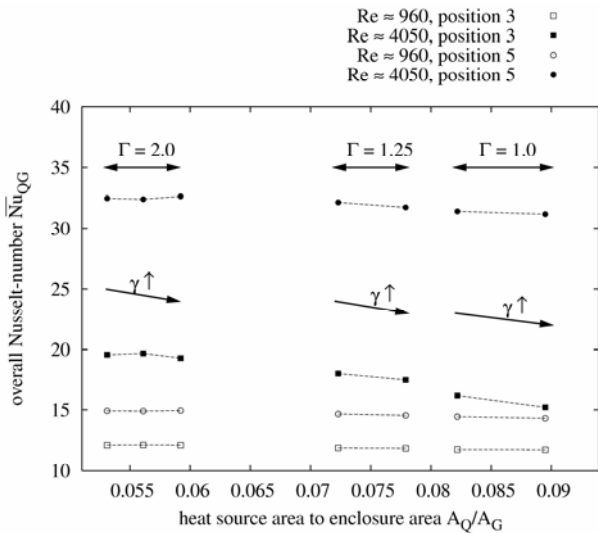 Re ≈ 960, position 3
Re ≈ 4050, position 3
Re ≈ 960, position 5
Re ≈ 4050, position 5
40
35
30
25
20
15
10
overall Nusselt-number N̅u̅_QG
Γ = 2.0
Γ = 1.25
Γ = 1.0
γ ↑
γ ↑
γ ↑
0.055 0.06 0.065 0.07 0.075 0.08 0.085 0.09
heat source area to enclosure area A_Q/A_G